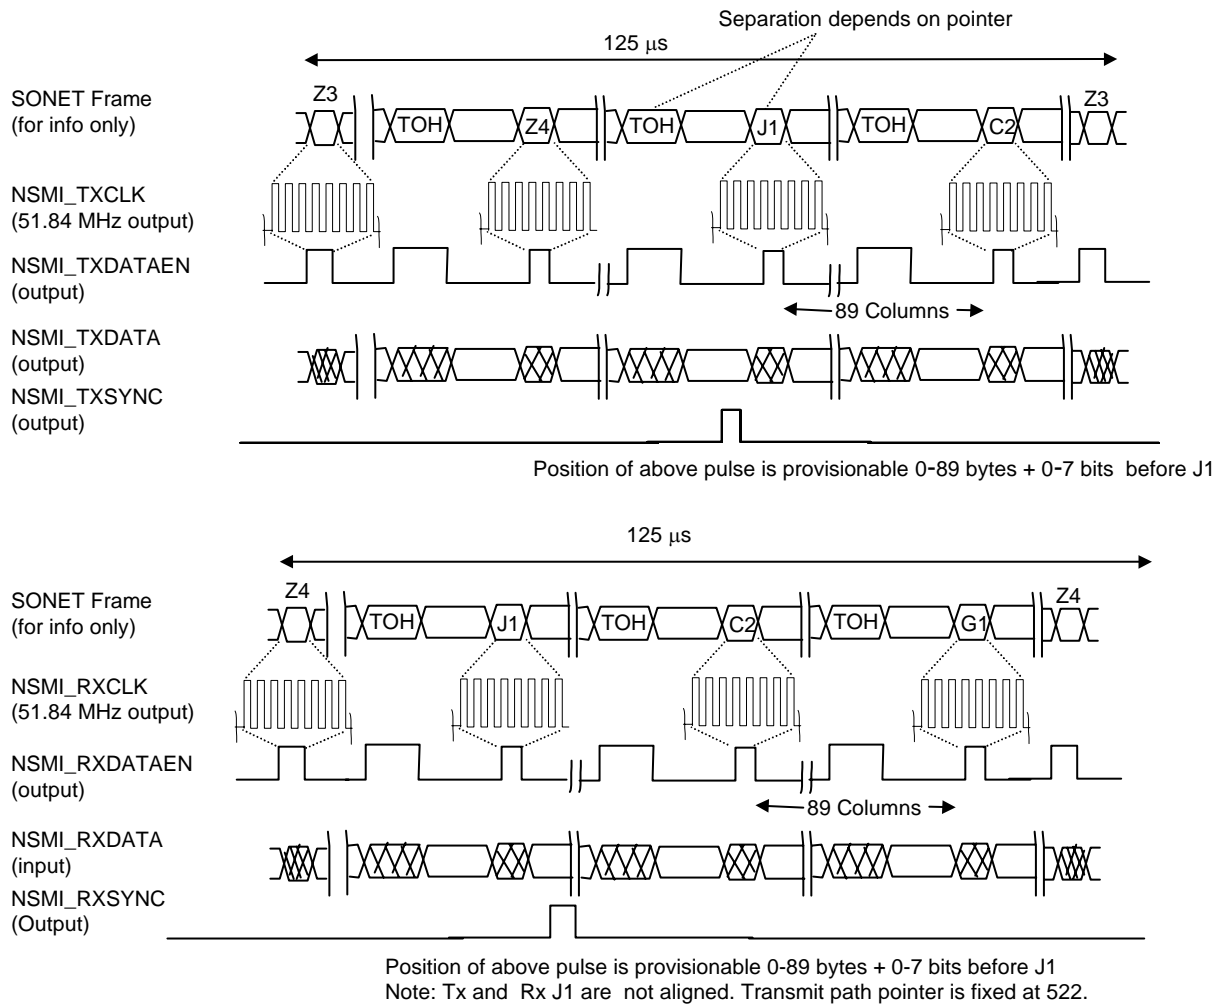 Separation depends on pointer
125 μs
SONET Frame
(for info only)
Z3
TOH
Z4
TOH
J1
TOH
C2
Z3
NSMI_TXCLK
(51.84 MHz output)
NSMI_TXDATAEN
(output)
89 Columns
NSMI_TXDATA
(output)
NSMI_TXSYNC
(output)
Position of above pulse is provisionable 0-89 bytes + 0-7 bits before J1
125 μs
SONET Frame
(for info only)
Z4
TOH
J1
TOH
C2
TOH
G1
Z4
NSMI_RXCLK
(51.84 MHz output)
NSMI_RXDATAEN
(output)
89 Columns
NSMI_RXDATA
(input)
NSMI_RXSYNC
(Output)
Position of above pulse is provisionable 0-89 bytes + 0-7 bits before J1
Note: Tx and Rx J1 are not aligned. Transmit path pointer is fixed at 522.